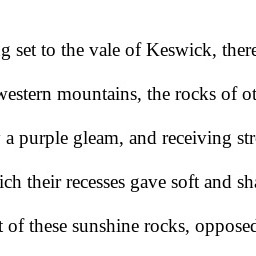 g set to the vale of Keswick, there
western mountains, the rocks of ot
a purple gleam, and receiving str
ich their recesses gave soft and sha
t of these sunshine rocks, opposed